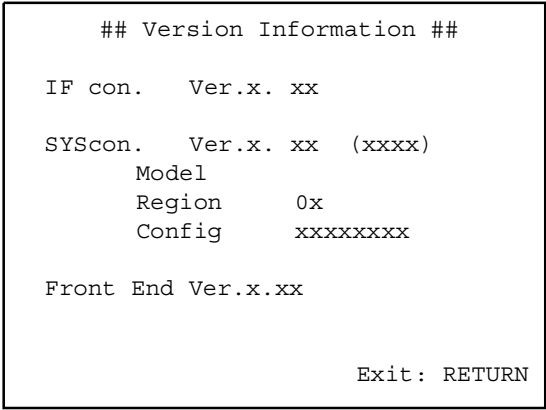 ## Version Information ##
IF con. Ver.x. xx
SYScon. Ver.x. xx (xxxx)
Model
Region 0x
Config xxxxxxxx
Front End Ver.x.xx
Exit: RETURN